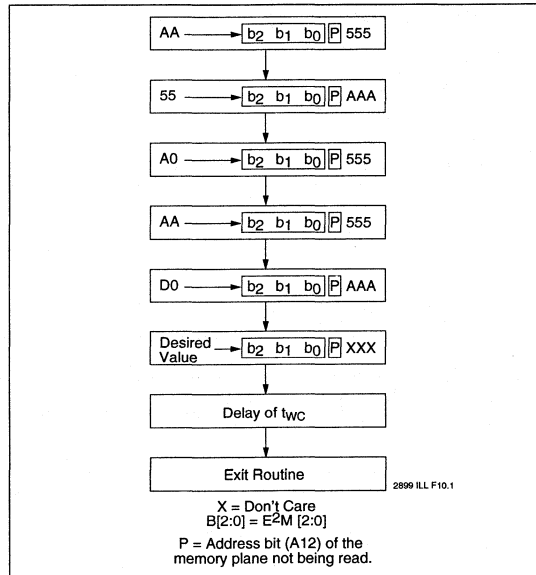 AA b2 b1 b0 P 555
55 b2 b1 b0 P AAA
A0 b2 b1 b0 P 555
AA b2 b1 b0 P 555
D0 b2 b1 b0 P AAA
Desired
Value b2 b1 b0 P XXX
Delay of tWC
Exit Routine
2899 ILL F10.1
X = Don't Care
B[2:0] = E2M [2:0]
P = Address bit (A12) of the
memory plane not being read.